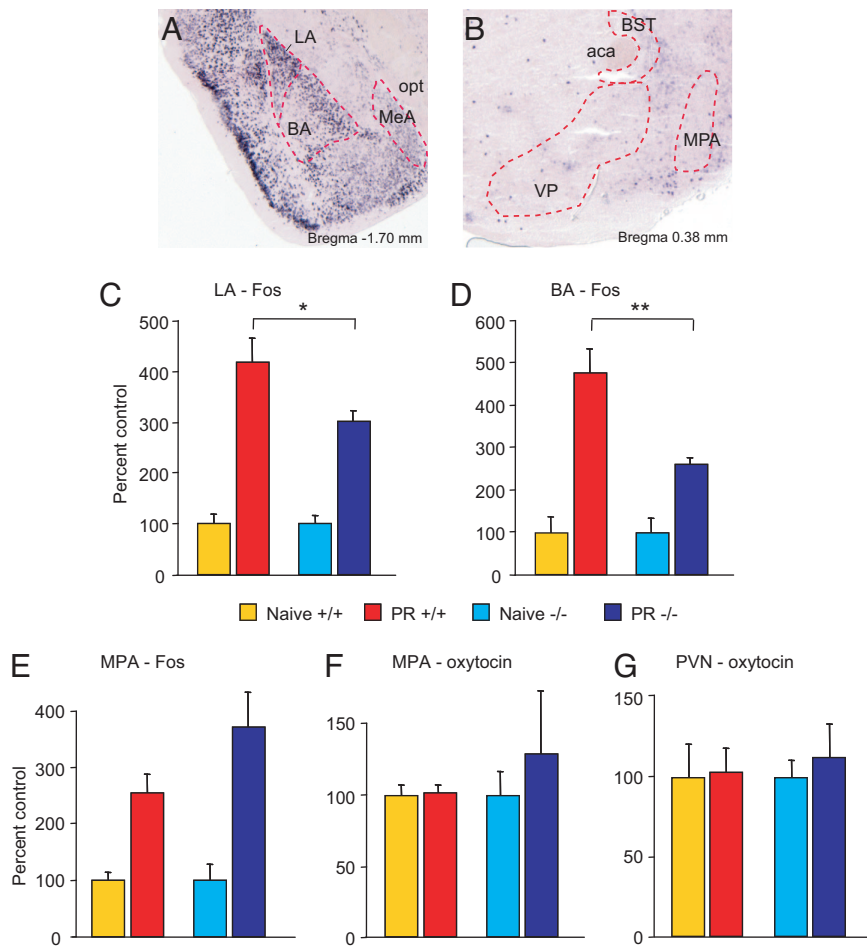 A
LA
BA
opt
MeA
Bregma -1.70 mm
B
BST
aca
MPA
VP
Bregma 0.38 mm
C
LA - Fos
*
Percent control
500
400
300
200
100
0
D
BA - Fos
**
600
500
400
300
200
100
0
Naive +/+
PR +/+
Naive -/-
PR -/-
E
MPA - Fos
Percent control
400
300
200
100
0
F
MPA - oxytocin
150
100
50
0
G
PVN - oxytocin
150
100
50
0